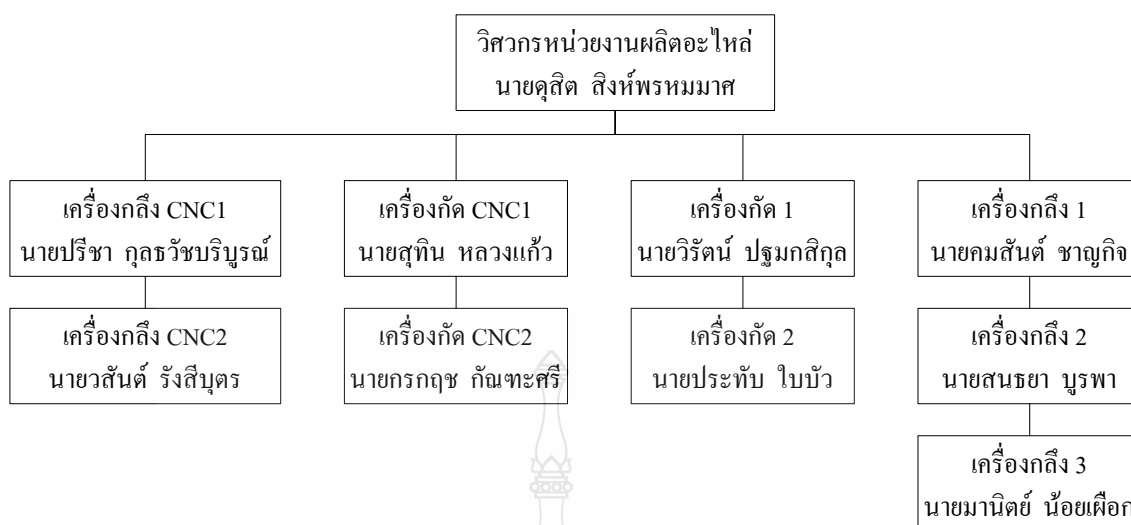 วิศวกรหน่วยงานผลิตอะไหล่
นายดุสิต สิงห์พรหมมาศ
เครื่องกลึง CNC1
นายปรีชา กุลธวัชบริบูรณ์
เครื่องกัด CNC1
นายสุทิน หลวงแก้ว
เครื่องกัด 1
นายวิรัตน์ ปฐมกสิกุล
เครื่องกลึง 1
นายคมสันต์ ชาญกิจ
เครื่องกลึง CNC2
นายวสันต์ รังสีบุตร
เครื่องกัด CNC2
นายกรกฤช กัณฑะศรี
เครื่องกัด 2
นายประทับ ใบบัว
เครื่องกลึง 2
นายสนธยา บูรพา
เครื่องกลึง 3
นายมานิตย์ น้อยเผือก